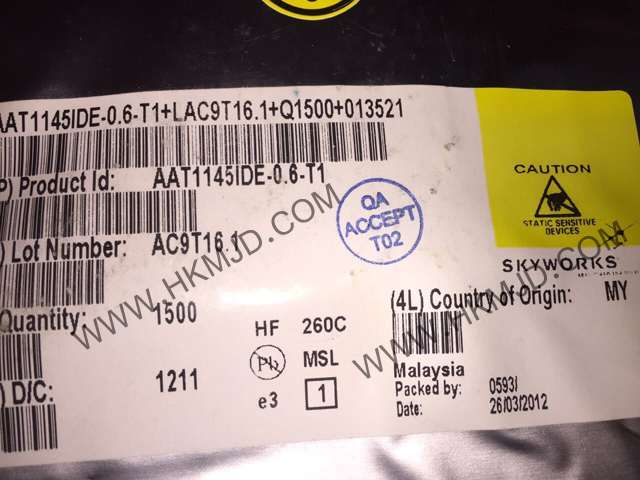 AAT1145IDE-0.6-T1+LAC9T16.1+Q1500+013521
P) Product Id: AAT1145IDE-0.6-T1
) Lot Number: AC9T16.1
Quantity: 1500
) D/C: 1211
HF 260C
Pb MSL
e3 1
QA
ACCEPT
T02
CAUTION
STATIC SENSITIVE
DEVICES
SKYWORKS
(4L) Country of Origin: MY
Malaysia
Packed by: 0593/
Date: 26/03/2012
WWW.HKMJD.COM
WWW.HKMJD.COM